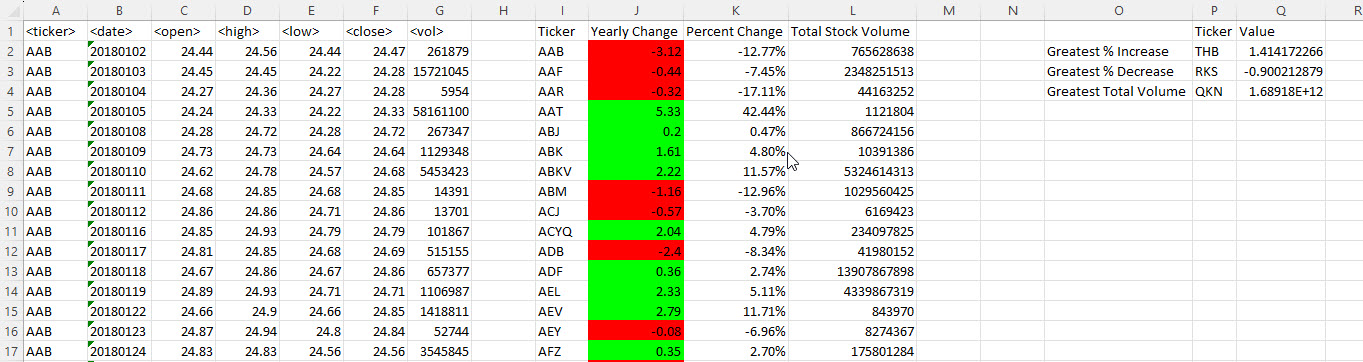 A B C D E F G H I J K L M N O P Q R
1 <ticker> <date> <open> <high> <low> <close> <vol> Ticker Yearly Change Percent Change Total Stock Volume Ticker Value
2 AAB 20180102 24.44 24.56 24.44 24.47 261879 AAB -3.12 -12.77% 765628638 Greatest % Increase THB 1.414172266
3 AAB 20180103 24.45 24.45 24.22 24.28 15721045 AAF -0.44 -7.45% 2348251513 Greatest % Decrease RKS -0.900212879
4 AAB 20180104 24.27 24.36 24.27 24.28 5954 AAR -0.32 -17.11% 44163252 Greatest Total Volume QKN 1.68918E+12
5 AAB 20180105 24.24 24.33 24.22 24.33 58161100 AAT 5.33 42.44% 1121804
6 AAB 20180108 24.28 24.72 24.28 24.72 267347 ABJ 0.2 0.47% 866724156
7 AAB 20180109 24.73 24.73 24.64 24.64 1129348 ABK 1.61 4.80% 10391386
8 AAB 20180110 24.62 24.78 24.57 24.68 5453423 ABKV 2.22 11.57% 5324614313
9 AAB 20180111 24.68 24.85 24.68 24.85 14391 ABM -1.16 -12.96% 1029560425
10 AAB 20180112 24.86 24.86 24.71 24.86 13701 ACJ -0.57 -3.70% 6169423
11 AAB 20180116 24.85 24.93 24.79 24.79 101867 ACYQ 2.04 4.79% 234097825
12 AAB 20180117 24.81 24.85 24.68 24.69 515155 ADB -2.4 -8.34% 41980152
13 AAB 20180118 24.67 24.86 24.67 24.86 657377 ADF 0.36 2.74% 13907867898
14 AAB 20180119 24.89 24.93 24.71 24.71 1106987 AEL 2.33 5.11% 4339867319
15 AAB 20180122 24.66 24.9 24.66 24.85 1418811 AEV 2.79 11.71% 843970
16 AAB 20180123 24.87 24.94 24.8 24.84 52744 AEY -0.08 -6.96% 8274367
17 AAB 20180124 24.83 24.83 24.56 24.56 3545845 AFZ 0.35 2.70% 175801284